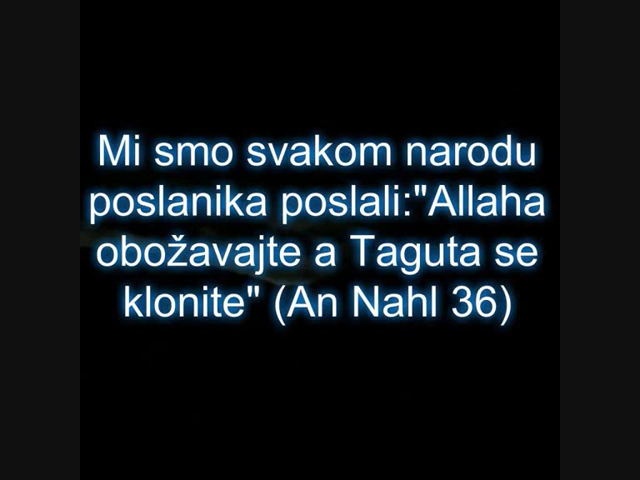 Mi smo svakom narodu
poslanika poslali:"Allaha
obožavajte a Taguta se
klonite" (An Nahl 36)